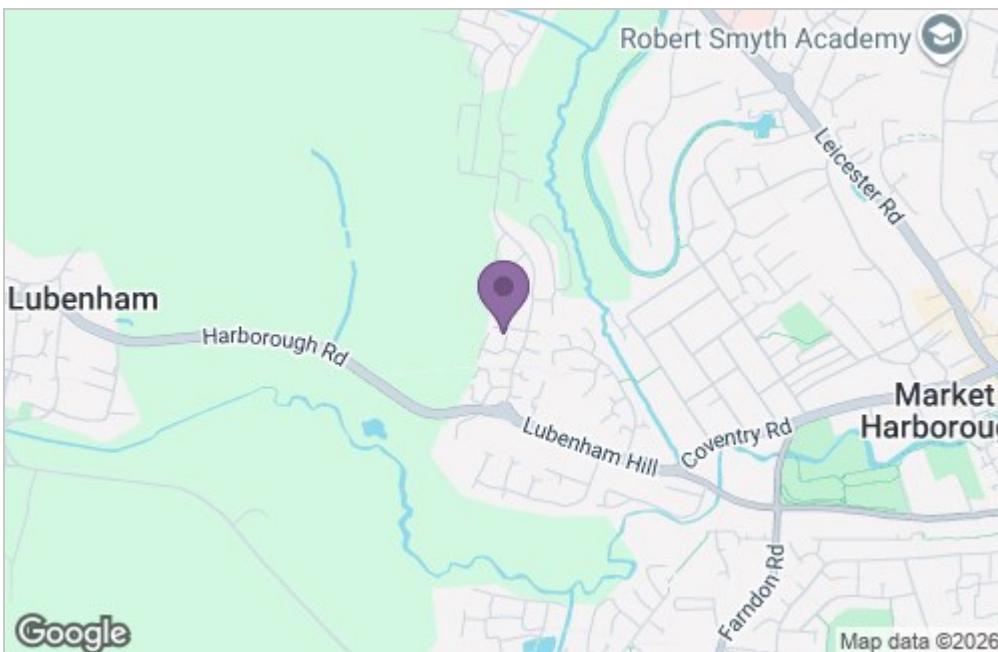 Robert Smyth Academy
Leicester Rd
Lubenham
Harborough Rd
Market
Harborou
Lubenham Hill
Coventry Rd
Farndon Rd
Google
Map data ©2026